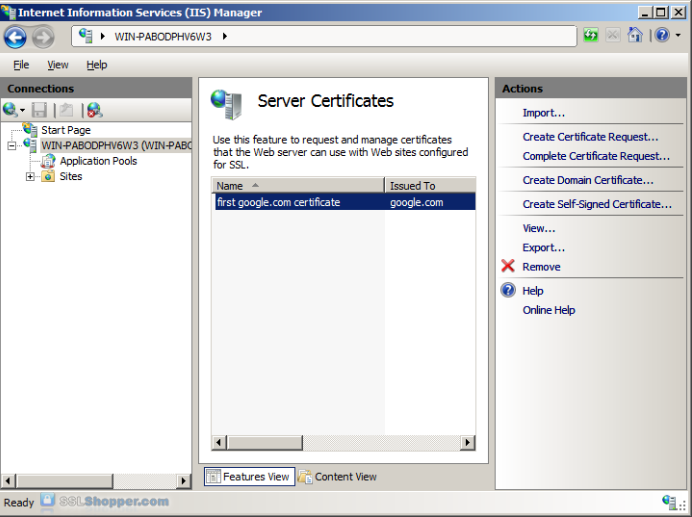 Internet Information Services (IIS) Manager
WIN-PABODPHV6W3
File View Help
Connections
Start Page
WIN-PABODPHV6W3 (WIN-PABO
Application Pools
Sites
Server Certificates
Use this feature to request and manage certificates
that the Web server can use with Web sites configured
for SSL.
Name Issued To
first google.com certificate google.com
Features View Content View
Actions
Import...
Create Certificate Request...
Complete Certificate Request...
Create Domain Certificate...
Create Self-Signed Certificate...
View...
Export...
Remove
Help
Online Help
Ready SSLShopper.com